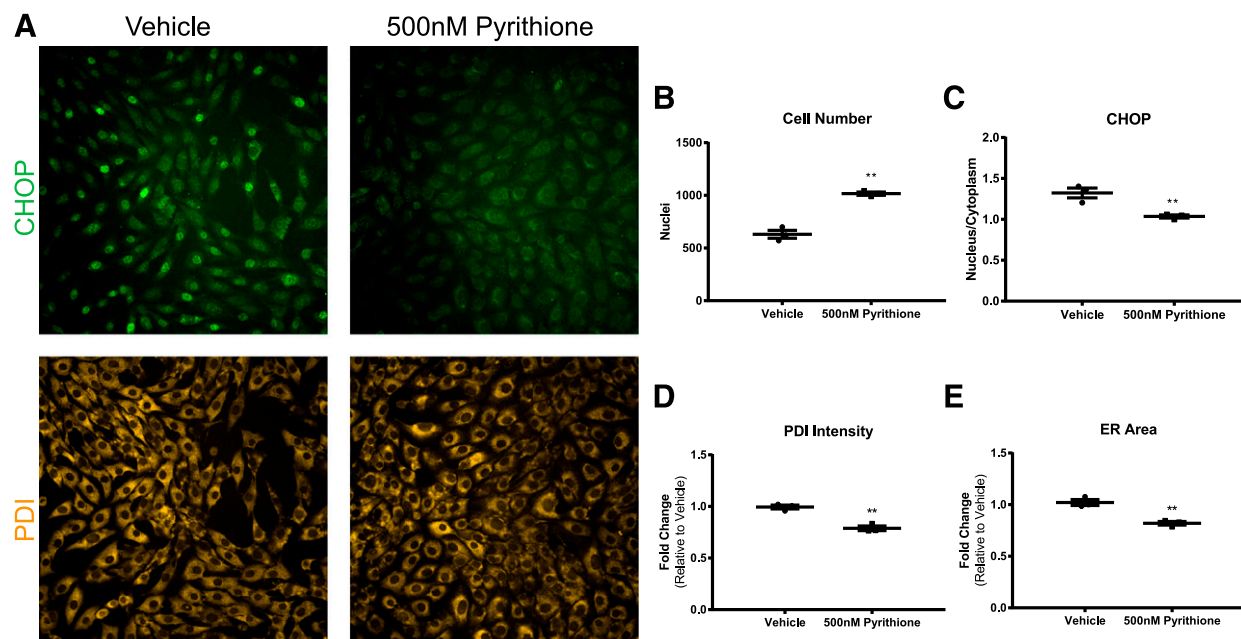 A
Vehicle
500nM Pyrithione
CHOP
PDI
B
Cell Number
1500
1000
500
0
Nuclei
**
Vehicle
500nM Pyrithione
C
CHOP
2.0
1.5
1.0
0.5
0.0
Nucleus/Cytoplasm
**
Vehicle
500nM Pyrithione
D
PDI Intensity
1.5
1.0
0.5
0.0
Fold Change
(Relative to Vehicle)
**
Vehicle
500nM Pyrithione
E
ER Area
1.5
1.0
0.5
0.0
Fold Change
(Relative to Vehicle)
**
Vehicle
500nM Pyrithione